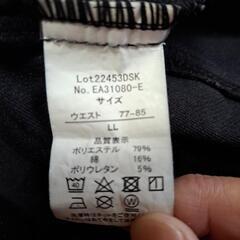 Lot22453DSK
No. EA31080-E
サイズ
ウエスト 77-85
LL
品質表示
ポリエステル 79%
綿 16%
ポリウレタン 5%
40